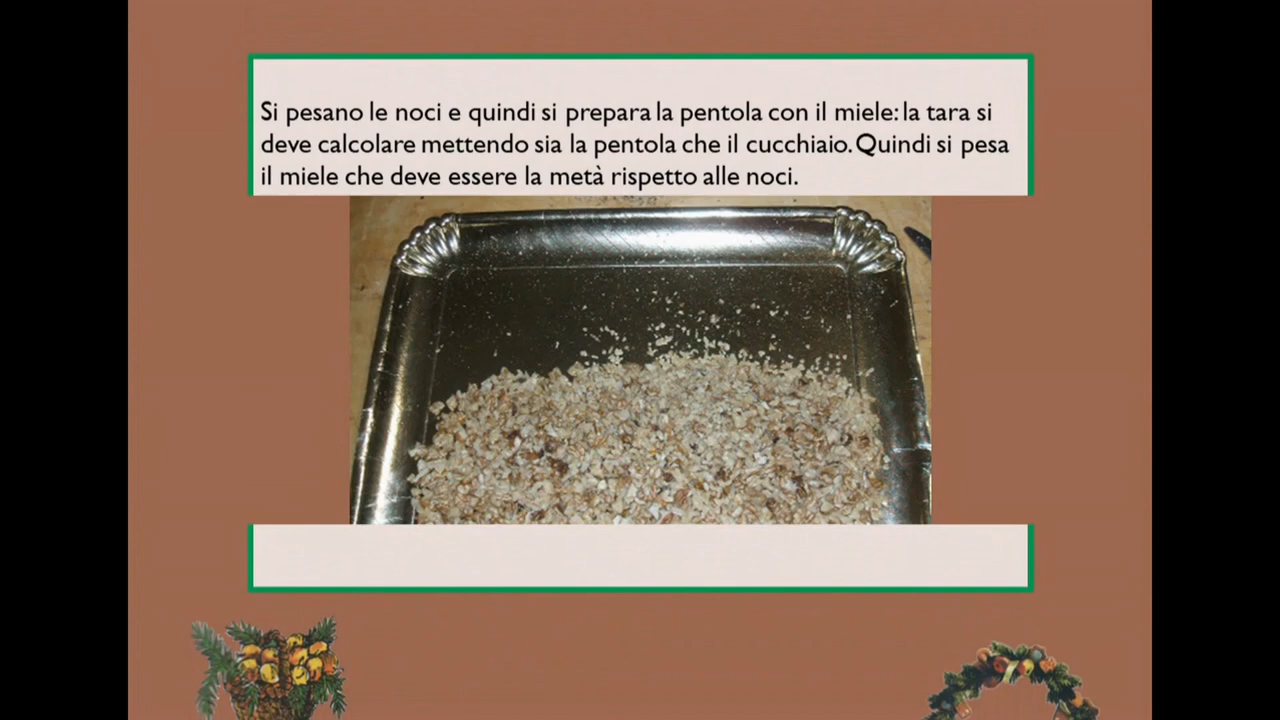 Si pesano le noci e quindi si prepara la pentola con il miele: la tara si
deve calcolare mettendo sia la pentola che il cucchiaio. Quindi si pesa
il miele che deve essere la metà rispetto alle noci.